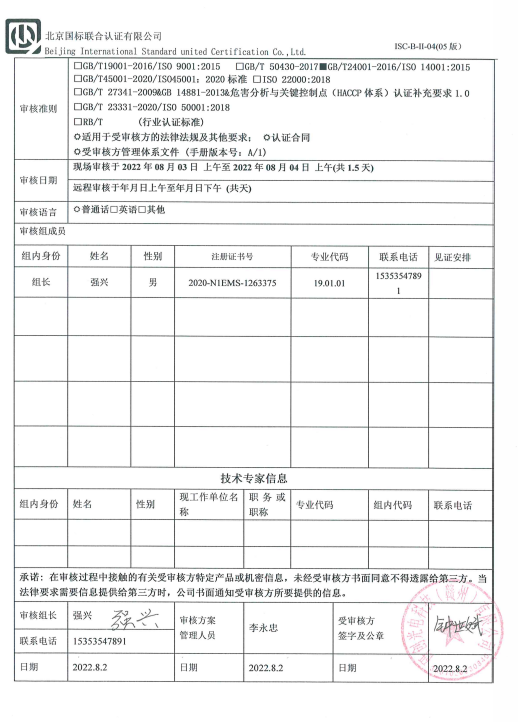 北京国标联合认证有限公司
Beijing International Standard united Certification Co.,Ltd.
ISC-B-II-04(05 版)
审核准则
□GB/T19001-2016/ISO 9001:2015 □GB/T 50430-2017■GB/T24001-2016/ISO 14001:2015
□GB/T45001-2020/ISO45001：2020 标准 □ISO 22000:2018
□GB/T 27341-2009&GB 14881-2013&危害分析与关键控制点（HACCP 体系）认证补充要求 1.0
□GB/T 23331-2020/ISO 50001:2018
□RB/T （行业认证标准）
✿适用于受审核方的法律法规及其他要求； ✿认证合同
✿受审核方管理体系文件（手册版本号：A/1）
审核日期
现场审核于 2022 年 08 月 03 日 上午至 2022 年 08 月 04 日 上午(共 1.5 天)
远程审核于年月日上午至年月日下午 (共天)
审核语言
✿普通话□英语□其他
审核组成员
组内身份 姓名 性别 注册证书号 专业代码 联系电话 见证安排
组长 强兴 男 2020-N1EMS-1263375 19.01.01 1535354789
1
技术专家信息
组内身份 姓名 性别 现工作单位名称 职务或职称 专业代码 组内代码 联系电话
承诺：在审核过程中接触的有关受审核方特定产品或机密信息，未经受审核方书面同意不得透露给第三方。当
法律要求需要信息提供给第三方时，公司书面通知受审核方所要提供的信息。
审核组长 强兴 强兴 审核方案管理人员 李永忠 受审核方签字及公章
联系电话 15353547891
日期 2022.8.2 日期 2022.8.2 日期 2022.8.2